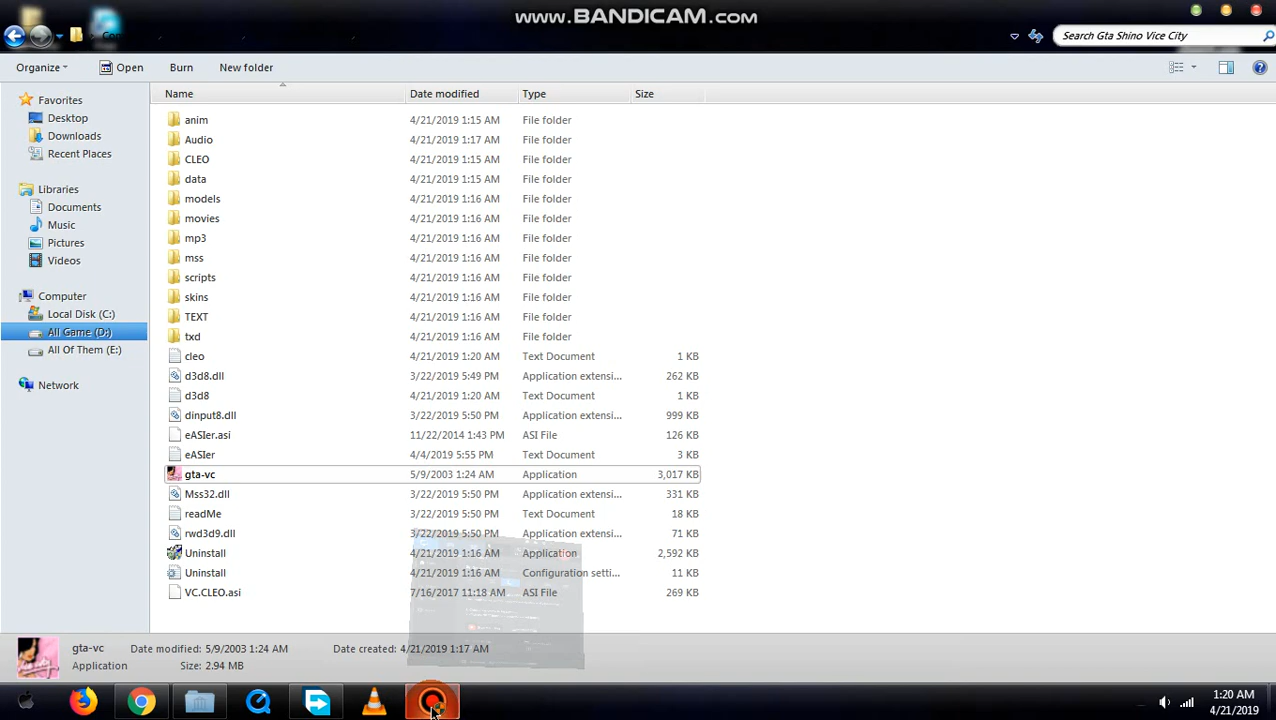 www.BANDICAM.com
Search Gta Shino Vice City
Organize Open Burn New folder
Name Date modified Type Size
Favorites
Desktop
Downloads
Recent Places
Libraries
Documents
Music
Pictures
Videos
Computer
Local Disk (C:)
All Game (D:)
All Of Them (E:)
Network
anim 4/21/2019 1:15 AM File folder
Audio 4/21/2019 1:17 AM File folder
CLEO 4/21/2019 1:15 AM File folder
data 4/21/2019 1:15 AM File folder
models 4/21/2019 1:16 AM File folder
movies 4/21/2019 1:16 AM File folder
mp3 4/21/2019 1:16 AM File folder
mss 4/21/2019 1:16 AM File folder
scripts 4/21/2019 1:16 AM File folder
skins 4/21/2019 1:16 AM File folder
TEXT 4/21/2019 1:16 AM File folder
txd 4/21/2019 1:16 AM File folder
cleo 4/21/2019 1:20 AM Text Document 1 KB
d3d8.dll 3/22/2019 5:49 PM Application extensi... 262 KB
d3d8 4/21/2019 1:20 AM Text Document 1 KB
dinput8.dll 3/22/2019 5:50 PM Application extensi... 999 KB
eASIer.asi 11/22/2014 1:43 PM ASI File 126 KB
eASIer 4/4/2019 5:55 PM Text Document 3 KB
gta-vc 5/9/2003 1:24 AM Application 3,017 KB
Mss32.dll 3/22/2019 5:50 PM Application extensi... 331 KB
readMe 3/22/2019 5:50 PM Text Document 18 KB
rwd3d9.dll 3/22/2019 5:50 PM Application extensi... 71 KB
Uninstall 4/21/2019 1:16 AM Application 2,592 KB
Uninstall 4/21/2019 1:16 AM Configuration setti... 11 KB
VC.CLEO.asi 7/16/2017 11:18 AM ASI File 269 KB
gta-vc Date modified: 5/9/2003 1:24 AM Date created: 4/21/2019 1:17 AM
Application Size: 2.94 MB
1:20 AM
4/21/2019